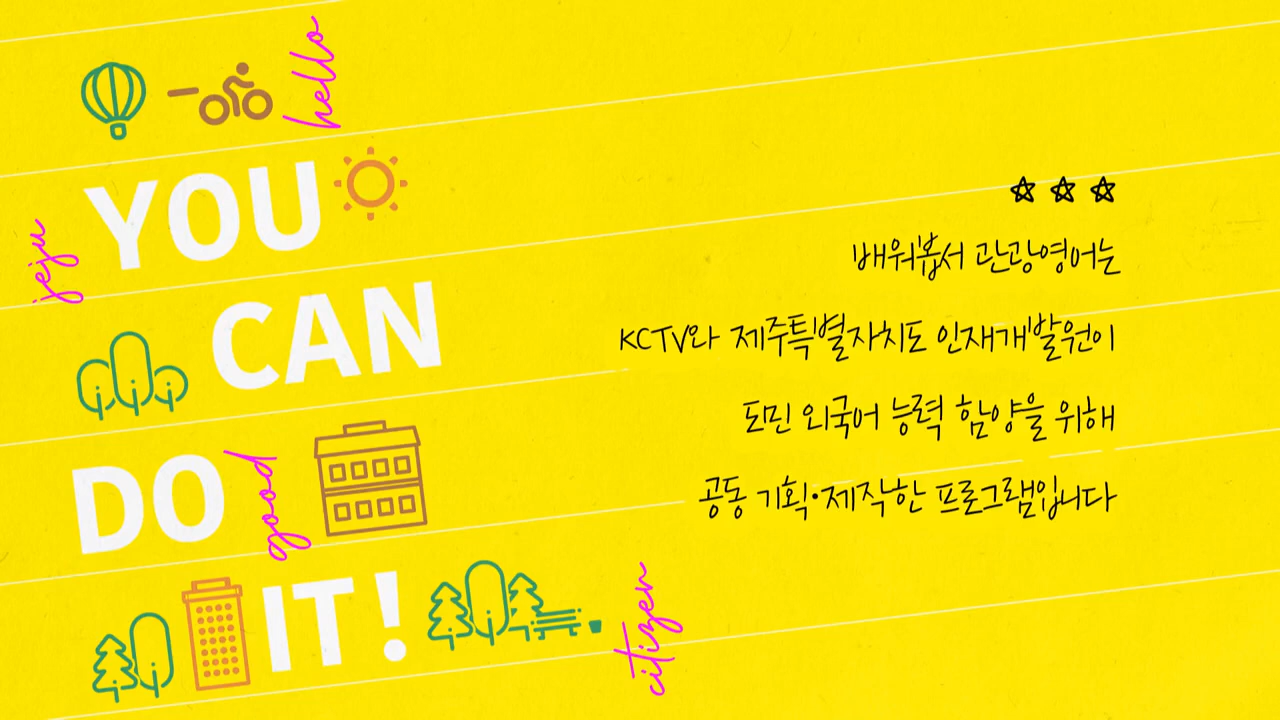 hello
jeju
YOU
CAN
DO
good
IT!
citizen
배워봅서 관광영어는
KCTV와 제주특별자치도 인재개발원이
도민 외국어 능력 함양을 위해
공동 기획·제작한 프로그램입니다